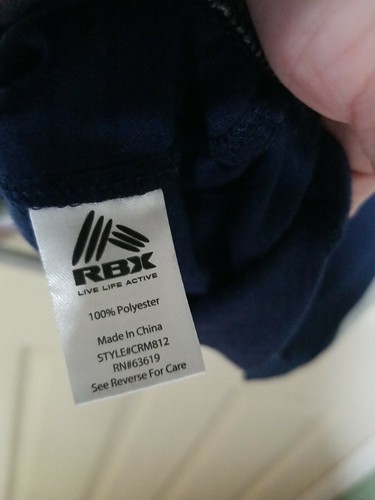 RBX
LIVE LIFE ACTIVE
100% Polyester
Made In China
STYLE#CRM812
RN#63619
See Reverse For Care